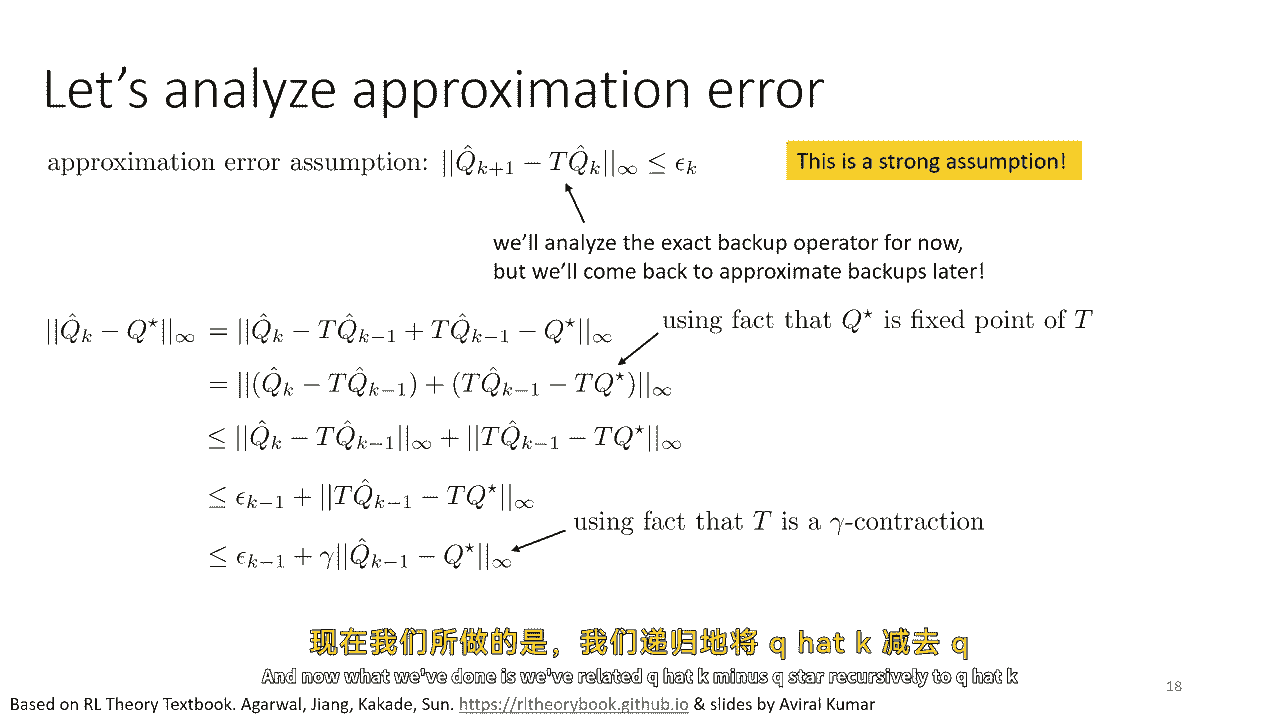 Let's analyze approximation error
approximation error assumption: $||\hat{Q}_{k+1} - T\hat{Q}_k||_\infty \leq \epsilon_k$
This is a strong assumption!
we'll analyze the exact backup operator for now,
but we'll come back to approximate backups later!
$||\hat{Q}_k - Q^\star||_\infty = ||\hat{Q}_k - T\hat{Q}_{k-1} + T\hat{Q}_{k-1} - Q^\star||_\infty$
using fact that $Q^\star$ is fixed point of $T$
$= ||(\hat{Q}_k - T\hat{Q}_{k-1}) + (T\hat{Q}_{k-1} - TQ^\star)||_\infty$
$\leq ||\hat{Q}_k - T\hat{Q}_{k-1}||_\infty + ||T\hat{Q}_{k-1} - TQ^\star||_\infty$
$\leq \epsilon_{k-1} + ||T\hat{Q}_{k-1} - TQ^\star||_\infty$
using fact that $T$ is a $\gamma$-contraction
$\leq \epsilon_{k-1} + \gamma||\hat{Q}_{k-1} - Q^\star||_\infty$
现在我们所做的是，我们递归地将 q hat k 减去 q
And now what we've done is we've related q hat k minus q star recursively to q hat k
18
Based on RL Theory Textbook. Agarwal, Jiang, Kakade, Sun. https://rltheorybook.github.io & slides by Aviral Kumar